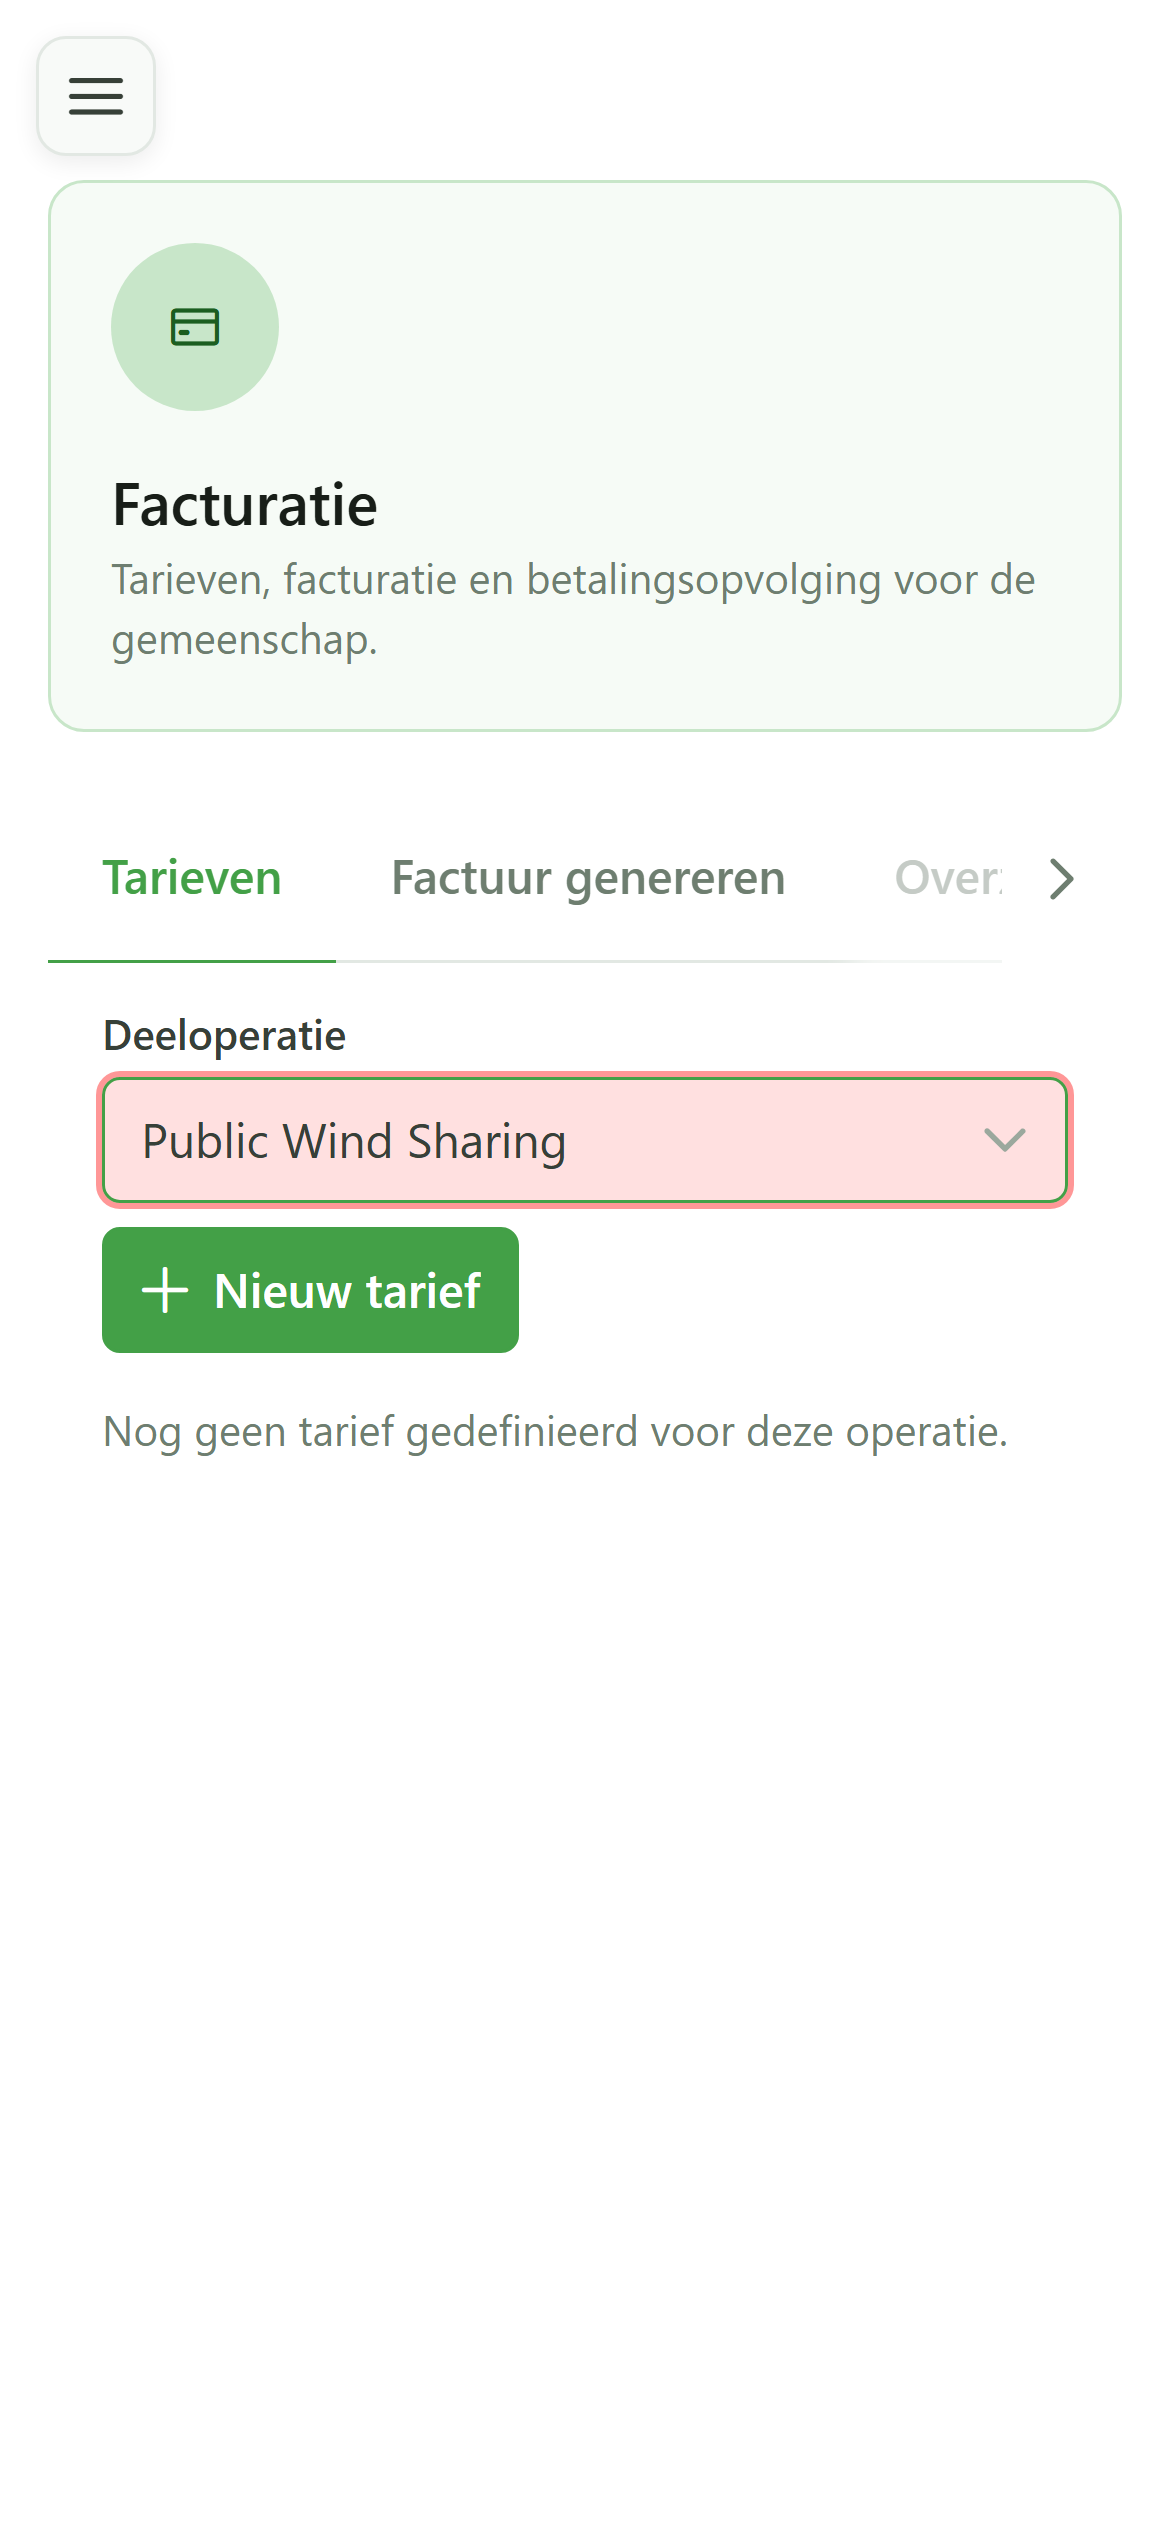 Facturatie
Tarieven, facturatie en betalingsopvolging voor de
gemeenschap.
Tarieven Factuur genereren
Deeloperatie
Public Wind Sharing
Nieuw tarief
Nog geen tarief gedefinieerd voor deze operatie.